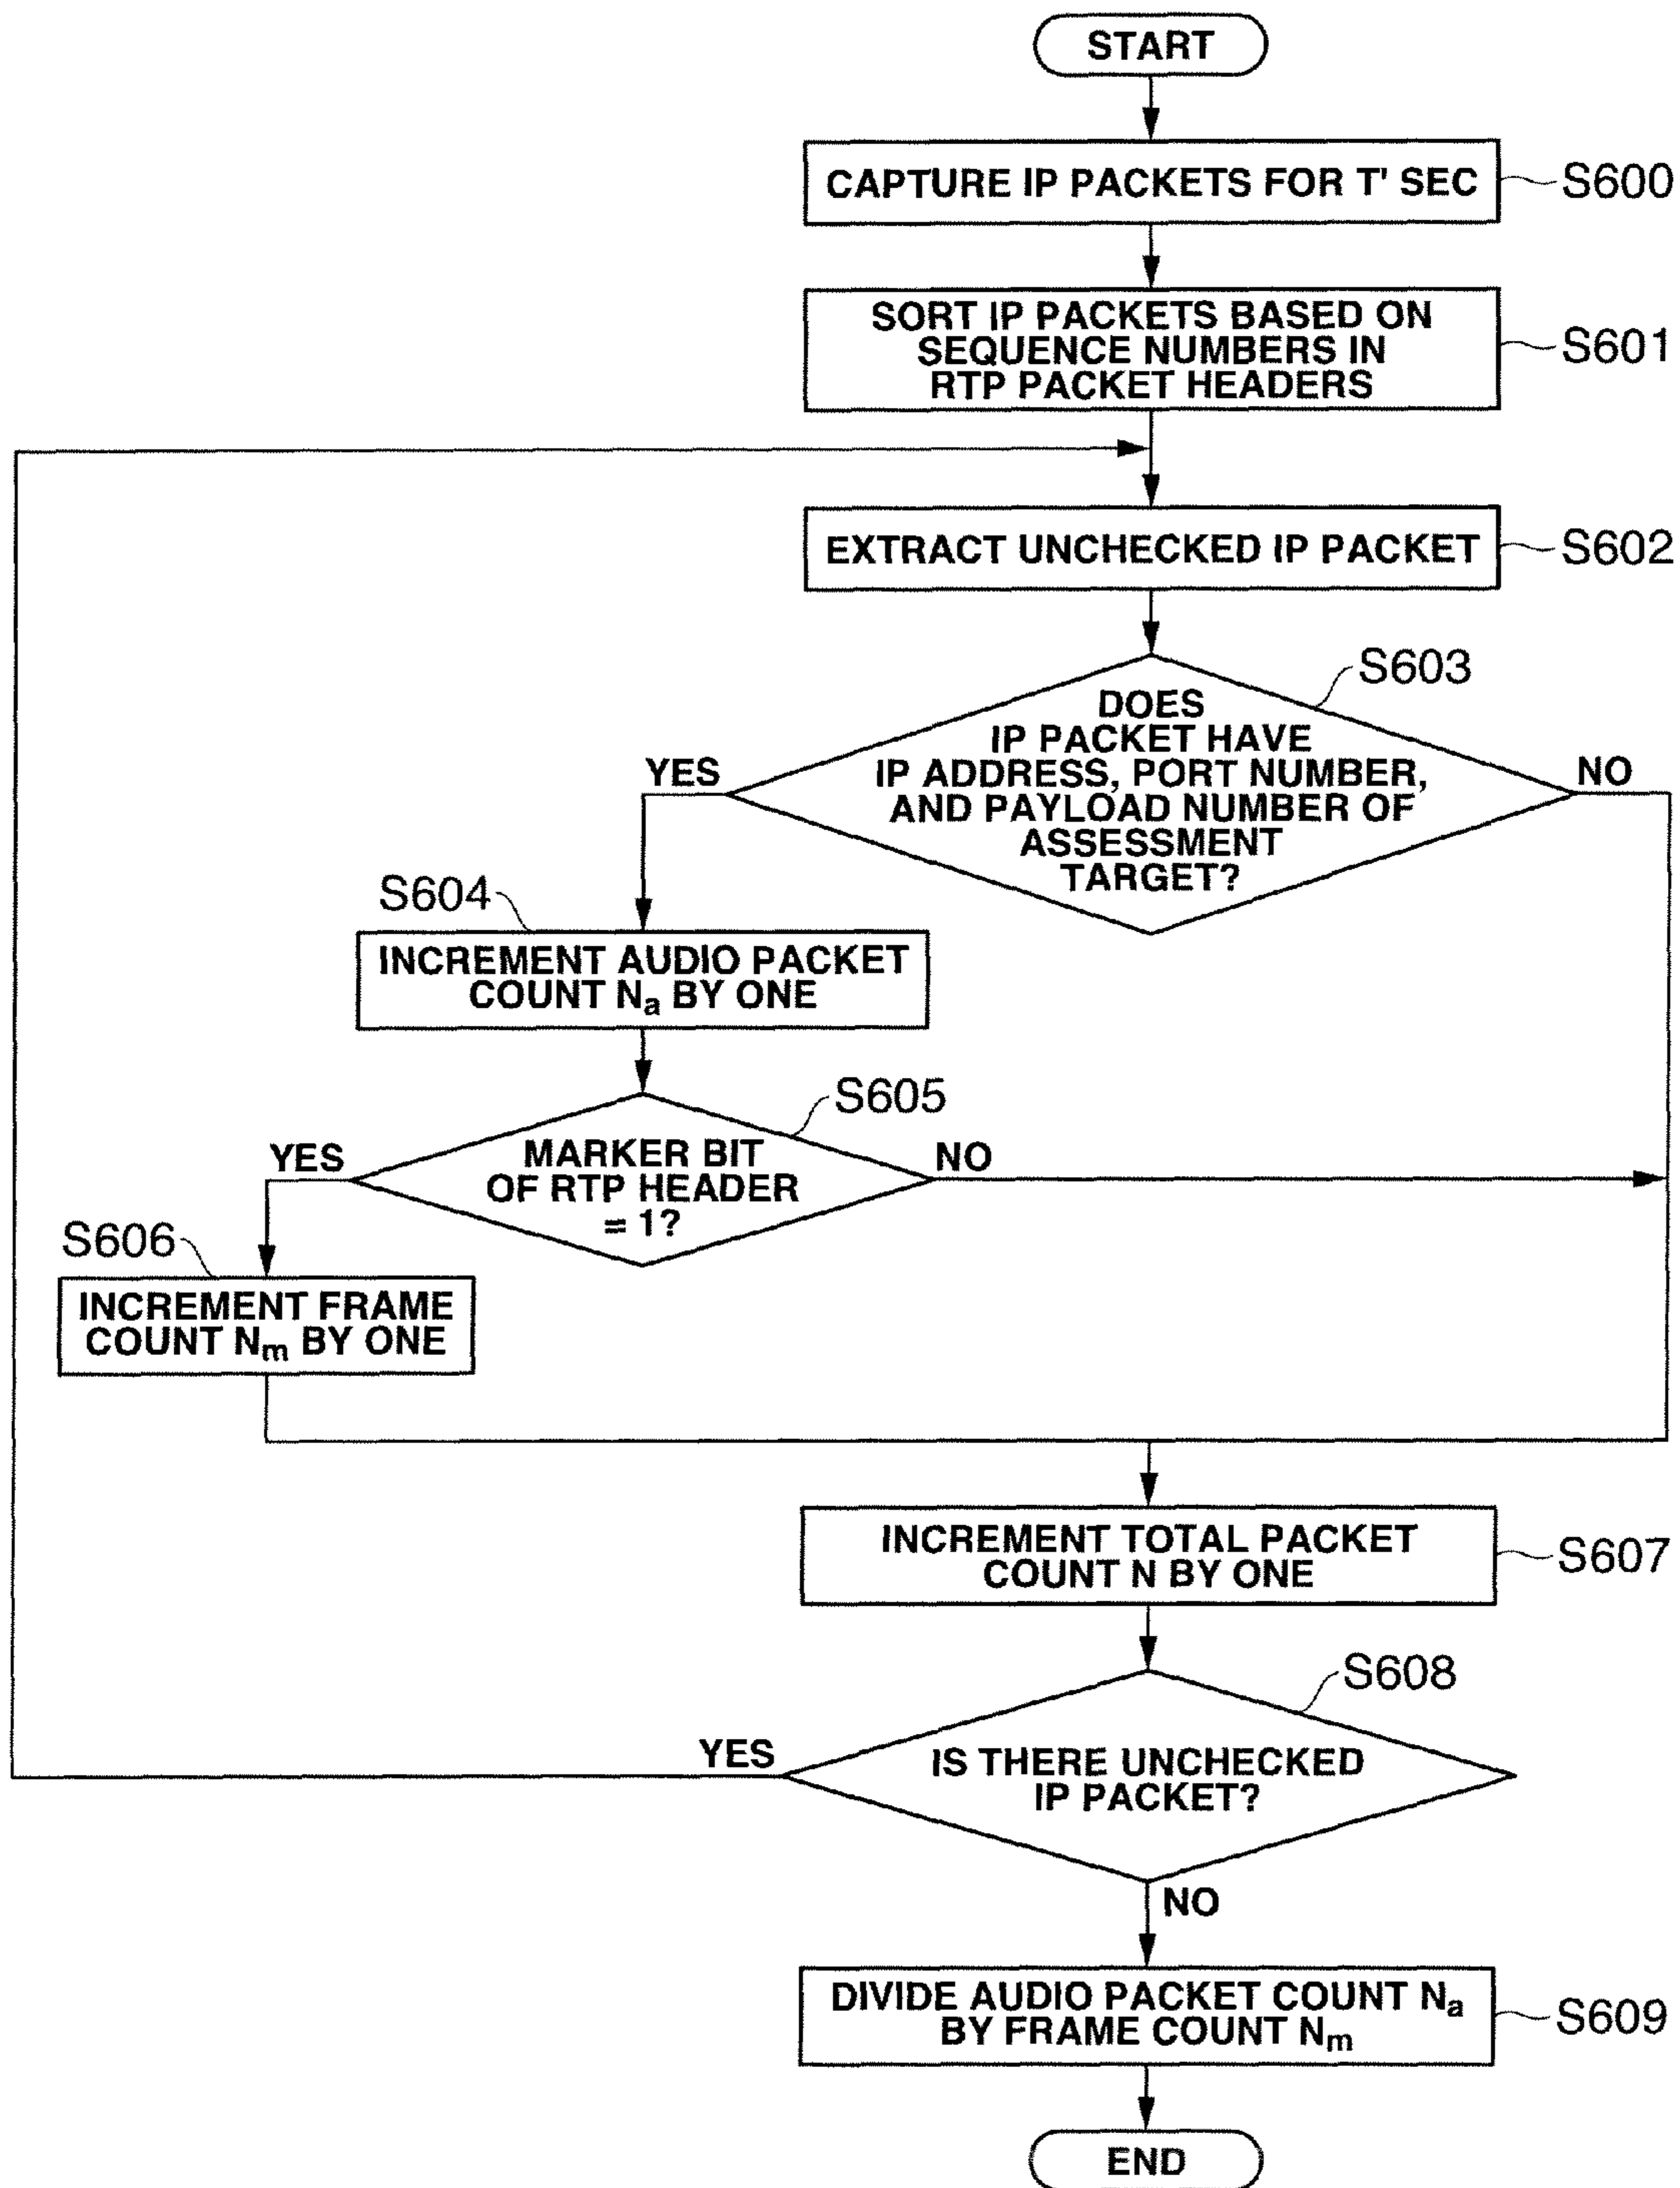 START
CAPTURE IP PACKETS FOR T' SEC
S600
SORT IP PACKETS BASED ON
SEQUENCE NUMBERS IN
RTP PACKET HEADERS
S601
EXTRACT UNCHECKED IP PACKET
S602
S603
DOES
IP PACKET HAVE
IP ADDRESS, PORT NUMBER,
AND PAYLOAD NUMBER OF
ASSESSMENT
TARGET?
YES
NO
S604
INCREMENT AUDIO PACKET
COUNT Na BY ONE
S605
MARKER BIT
OF RTP HEADER
= 1?
YES
NO
S606
INCREMENT FRAME
COUNT Nm BY ONE
INCREMENT TOTAL PACKET
COUNT N BY ONE
S607
S608
IS THERE UNCHECKED
IP PACKET?
YES
NO
DIVIDE AUDIO PACKET COUNT Na
BY FRAME COUNT Nm
S609
END